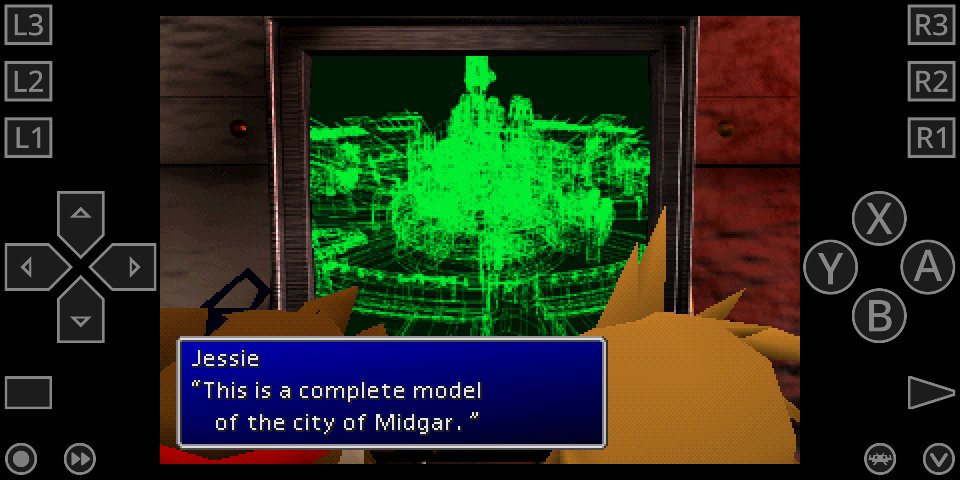 L3
R3
L2
R2
L1
R1
X
Y
A
B
Jessie
“This is a complete model
of the city of Midgar. ”